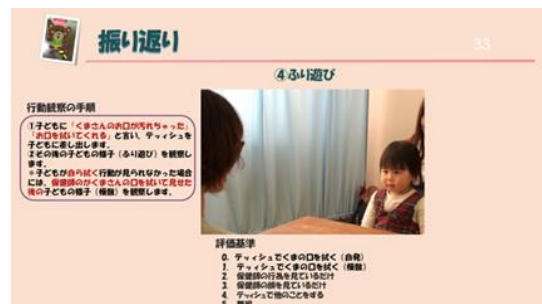 振り返り
33
④ふり遊び
行動観察の手順
①子どもに「くまさんのお口が汚れちゃった」
「お口を拭いてくれる」と言い、ティッシュを
子どもに差し出します。
②その後の子どもの様子(ふり遊び)を観察し
ます。
*子どもが自ら拭く行動が見られなかった場合
には、保健師のがくまさんの口を拭いて見せた
後の子どもの様子(模倣)を観察します。
評価基準
0. ティッシュでくまの口を拭く(自発)
1. ティッシュでくまの口を拭く(模倣)
2. 保健師の行為を見ているだけ
3. 保健師の顔を見ているだけ
4. ティッシュで他のことをする